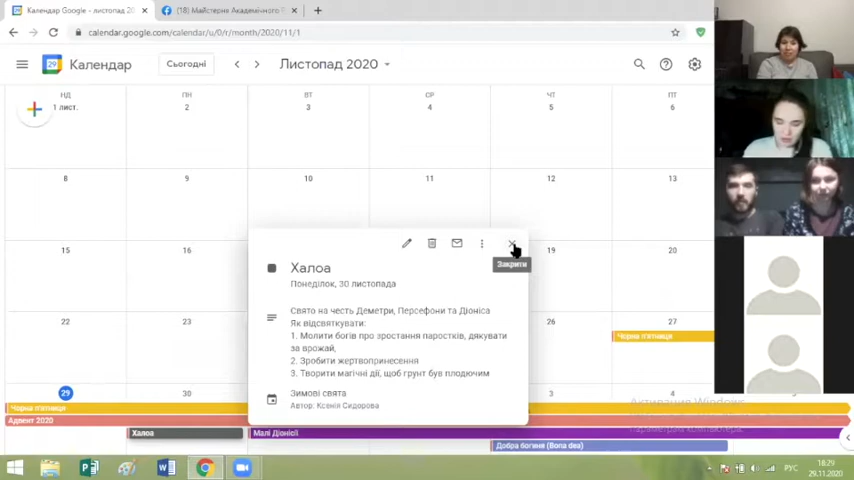 Календар Google - листопад 20
(18) Майстерня Академічного
calendar.google.com/calendar/u/0/r/month/2020/11/1
29 Календар
Сьогодні
Листопад 2020
НД ПН ВТ СР ЧТ ПТ
1 лист. 2 3 4 5 6
8 9 10 11 12 13
15 16 19 20
Халоа
Понеділок, 30 листопада
Закрити
Свято на честь Деметри, Персефони та Діоніса
Як відсвяткувати:
1. Молити богів про зростання паростків, дякувати
за врожай,
2. Зробити жертвопринесення
3. Творити магічні дії, щоб грунт був плодючим
Зимові свята
Автор: Ксенія Сидорова
22 23 26 27
Чорна п'ятниця
29 30 3 4
Чорна п'ятниця
Адвент 2020
Халоа
Малі Діонісії
Добра богиня (Bona dea)
Активация Windows
параметрам компьютера.
РУС
18:29
29.11.2020